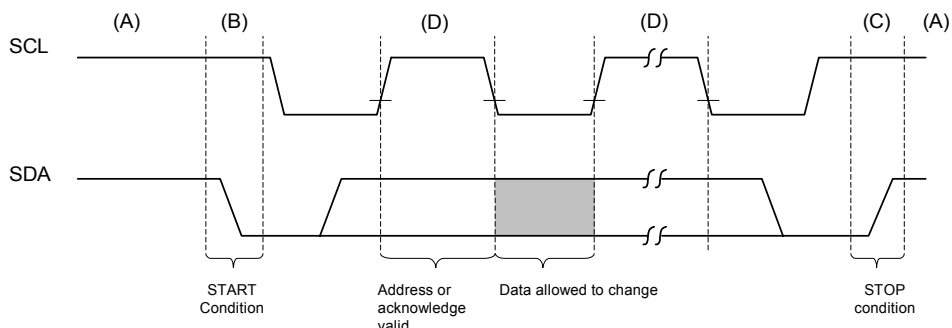 (A) (B) (D) (D) (C) (A)
SCL
SDA
START
Condition
Address or
acknowledge
valid
Data allowed to change
STOP
condition